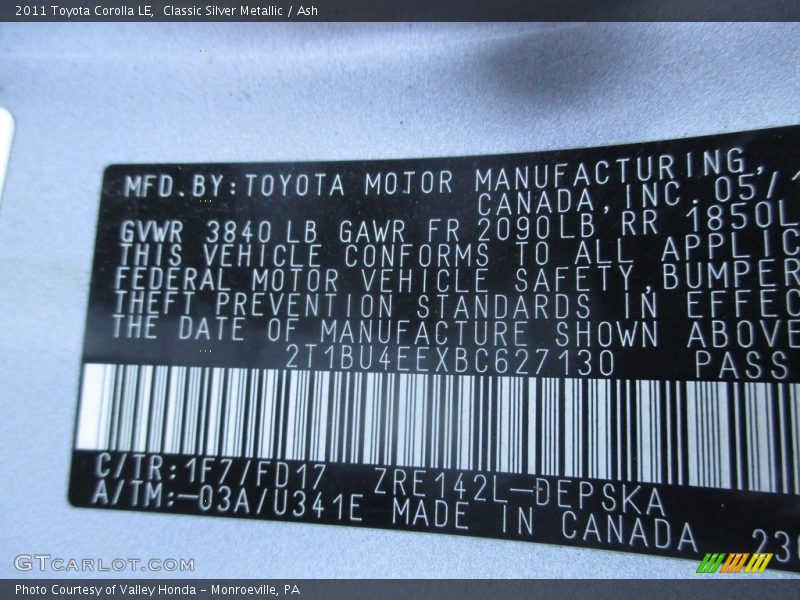 2011 Toyota Corolla LE,  Classic Silver Metallic / Ash
MFD.BY:TOYOTA MOTOR MANUFACTURING,
CANADA,INC.05/1
GVWR 3840LB GAWR FR 2090LB,RR 1850L
THIS VEHICLE CONFORMS TO ALL APPLIC
FEDERAL MOTOR VEHICLE SAFETY,BUMPER
THEFT PREVENTION STANDARDS IN EFFEC
THE DATE OF MANUFACTURE SHOWN ABOVE
2T1BU4EEXBC627130 PASS
C/TR:1F7/FD17 ZRE142L-DEPSKA
A/TM:-03A/U341E MADE IN CANADA 230
GTCARLOT.COM
Photo Courtesy of Valley Honda - Monroeville, PA